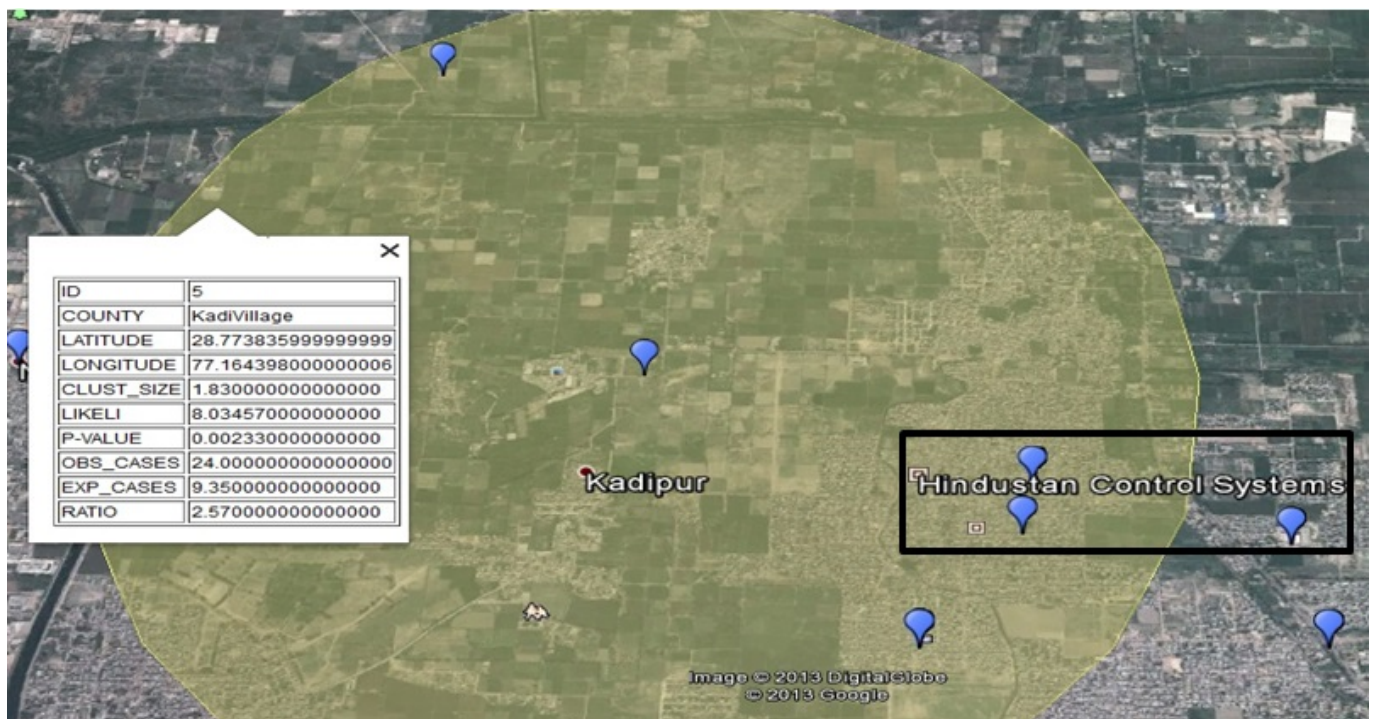 ×
ID 5
COUNTY KadiVillage
LATITUDE 28.773835999999999
LONGITUDE 77.164398000000006
CLUST_SIZE 1.830000000000000
LIKELI 8.034570000000000
P-VALUE 0.002330000000000
OBS_CASES 24.000000000000000
EXP_CASES 9.350000000000000
RATIO 2.570000000000000
Kadipur
Hindustan Control Systems
Image © 2013 DigitalGlobe
© 2013 Google